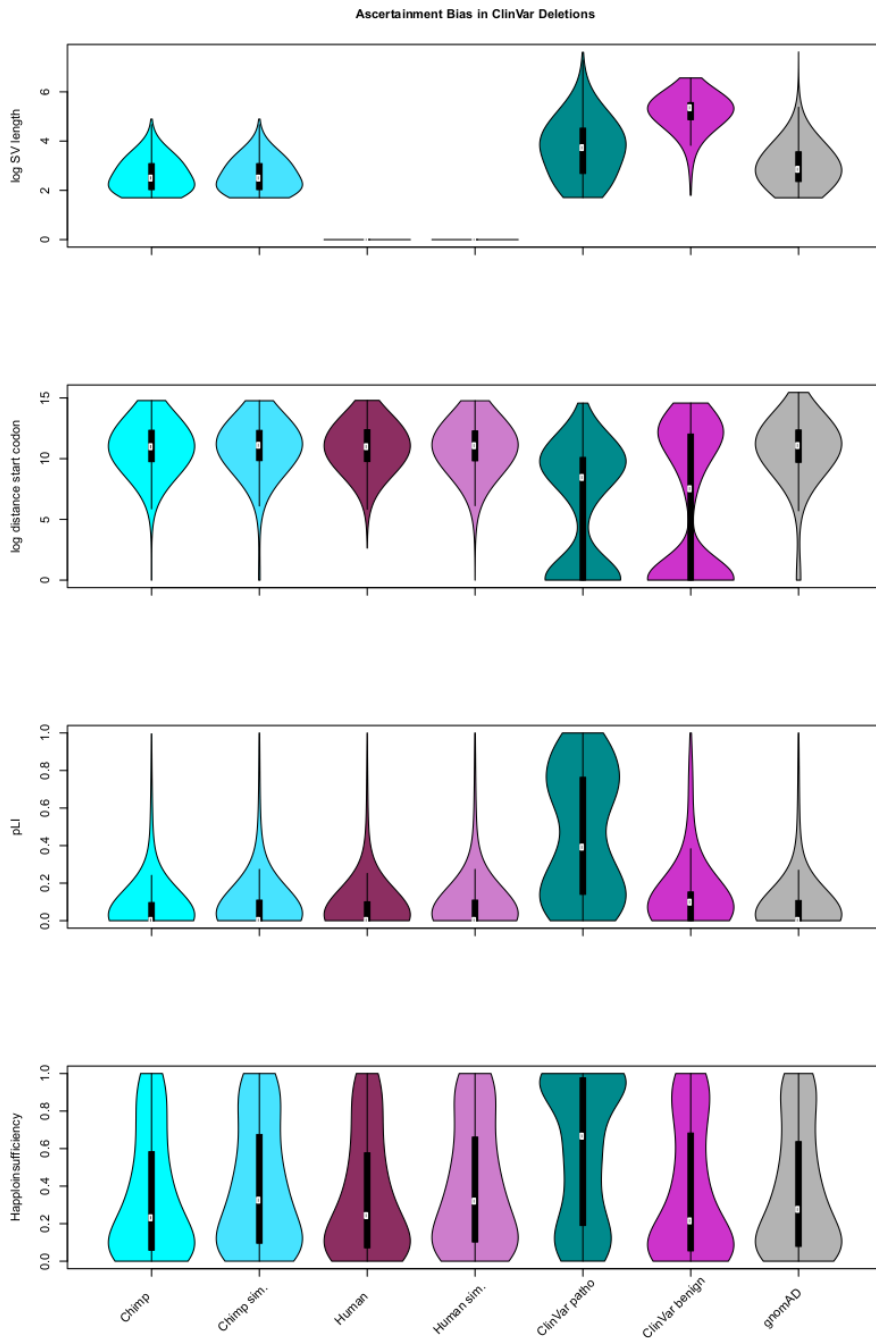 Ascertainment Bias in ClinVar Deletions
log SV length
6
4
2
0
log distance start codon
15
10
5
0
pLI
1.0
0.8
0.6
0.4
0.2
0.0
Happloinsufficiency
1.0
0.8
0.6
0.4
0.2
0.0
Chimp
Chimp sim.
Human
Human sim.
ClinVar patho
ClinVar benign
gnomAD